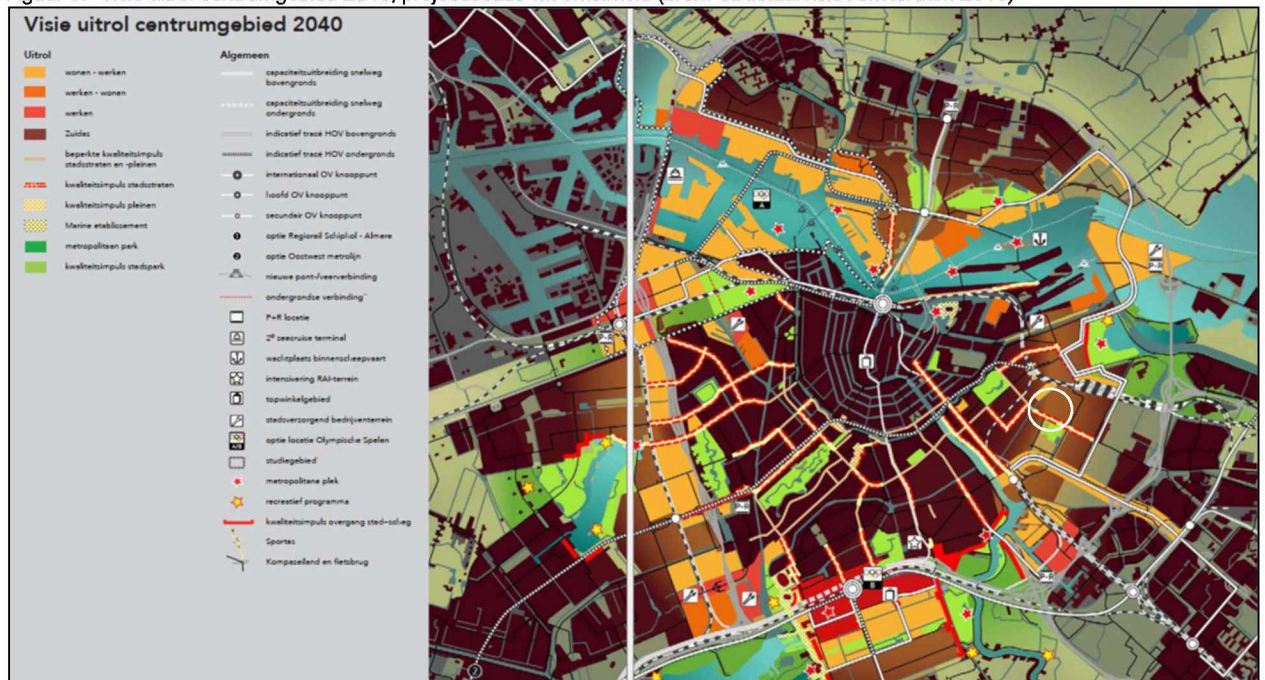 Visie uitrol centrumgebied 2040
Uitrol
wonen - werken
werken - wonen
werken
Zuidas
beperkte kwaliteitsimpuls
stadsstraten en -pleinen
kwaliteitsimpuls stadsstraten
kwaliteitsimpuls pleinen
Marine etablissement
metropolitaan park
kwaliteitsimpuls stadspark
Algemeen
capaciteitsuitbreiding snelweg
bovengronds
capaciteitsuitbreiding snelweg
ondergronds
indicatief tracé HOV bovengronds
indicatief tracé HOV ondergronds
internationaal OV knooppunt
hoofd OV knooppunt
secundair OV knooppunt
optie Regiorail Schiphol - Almere
optie Oostwest metrolijn
nieuwe pont-/veerverbinding
ondergrondse verbinding
P+R locatie
2e zeecruise terminal
wachtplaats binnenscheepvaart
intensivering RAI-terrein
topwinkelgebied
stadsverzorgend bedrijventerrein
optie locatie Olympische Spelen
studiegebied
metropolitane plek
recreatief programma
kwaliteitsimpuls overgang stad-scheg
Sportas
Kompaseiland en fietsbrug
P+R
P+R
P+R
P+R
P+R
A
B
2